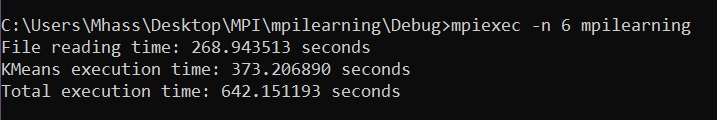 C:\Users\Mhass\Desktop\MPI\mpilearning\Debug>mpiexec -n 6 mpilearning
File reading time: 268.943513 seconds
KMeans execution time: 373.206890 seconds
Total execution time: 642.151193 seconds